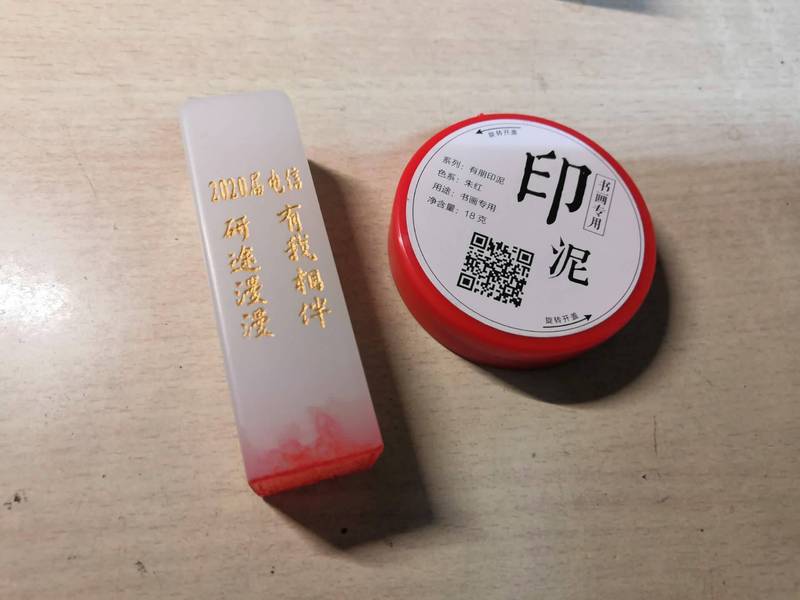 2020届电信
研途漫漫
有我相伴
旋转开盖
系列：有朋印泥
色系：朱红
用途：书画专用
净含量：18克
印泥
书画专用
旋转开盖